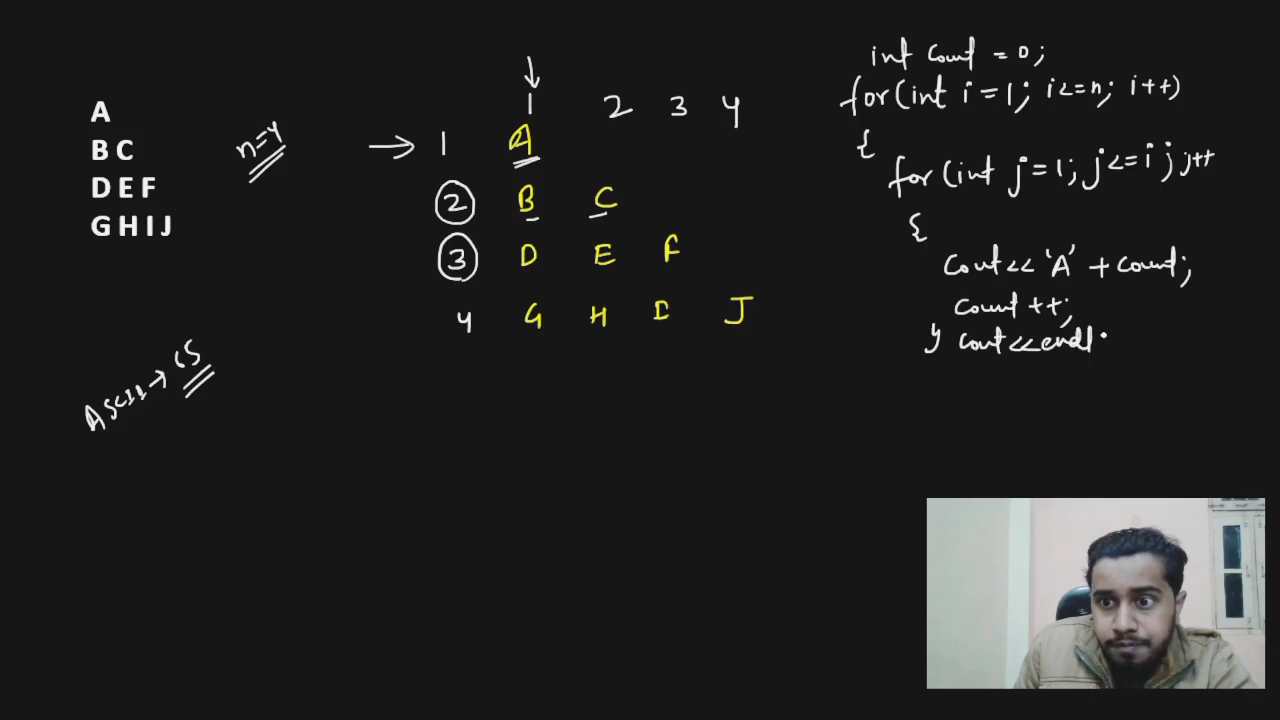 A
B C
D E F
G H I J
n=4
1 2 3 4
1 A
2 B C
3 D E F
4 G H I J
ASCII → 65
int count = 0;
for(int i=1; i<=n; i++)
{
for(int j=1; j<=i; j++
{
cout<< 'A' + count;
count ++;
} cout<<endl